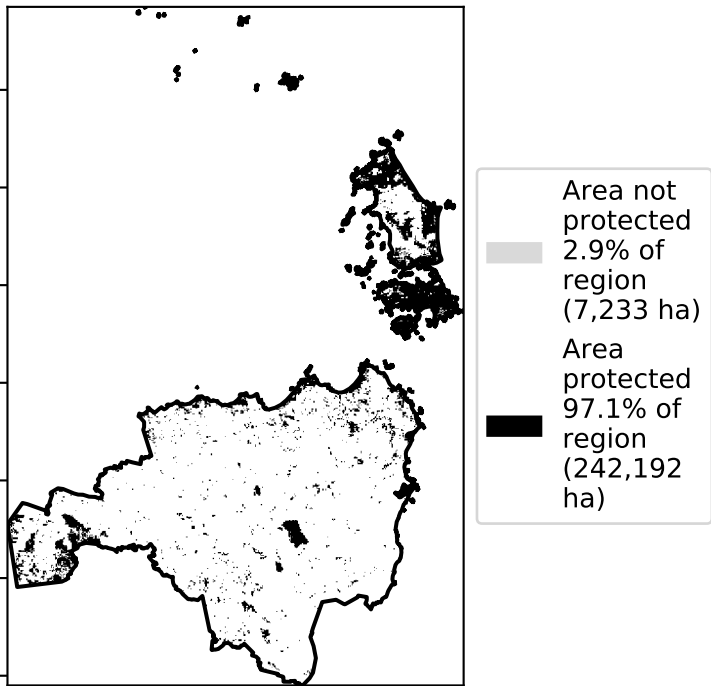 Area not
protected
2.9% of
region
(7,233 ha)
Area
protected
97.1% of
region
(242,192
ha)